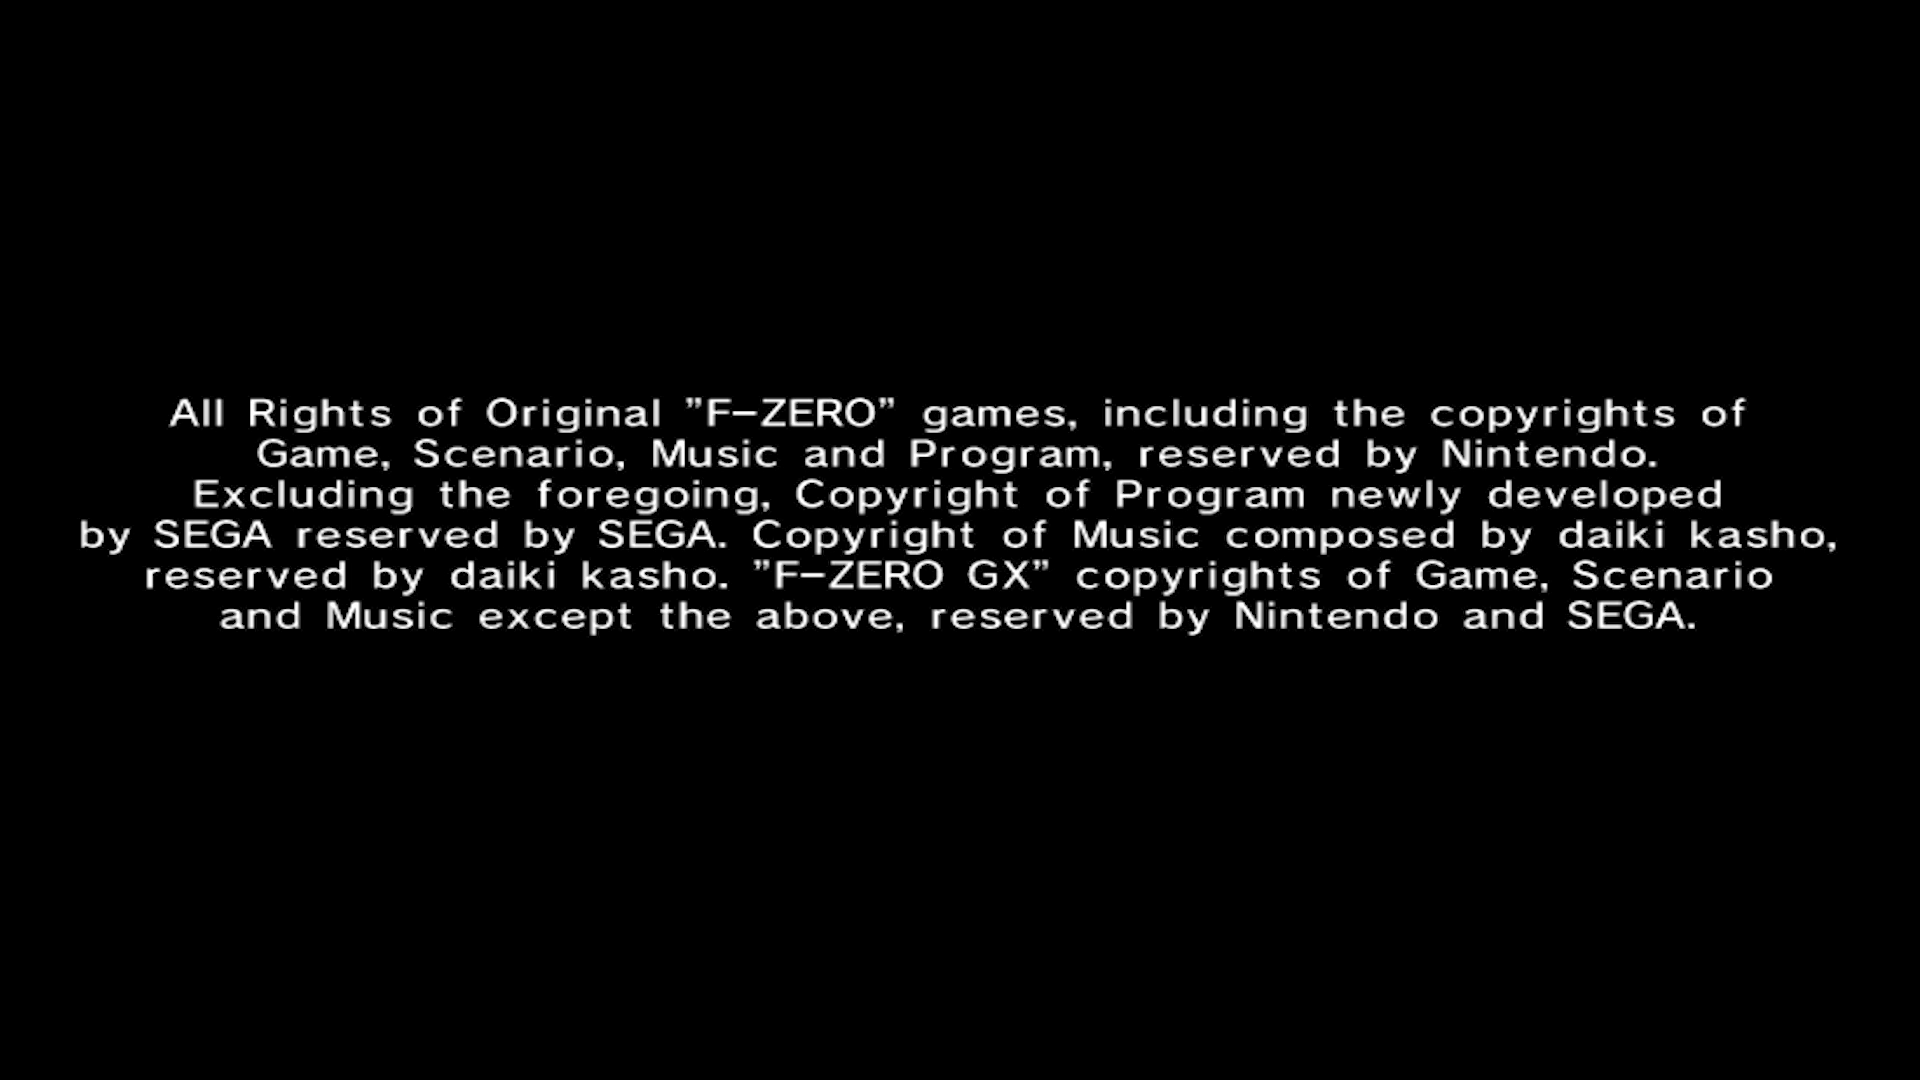 All Rights of Original ”F−ZERO” games, including the copyrights of
Game, Scenario, Music and Program, reserved by Nintendo.
Excluding the foregoing, Copyright of Program newly developed
by SEGA reserved by SEGA. Copyright of Music composed by daiki kasho,
reserved by daiki kasho. ”F−ZERO GX” copyrights of Game, Scenario
and Music except the above, reserved by Nintendo and SEGA.